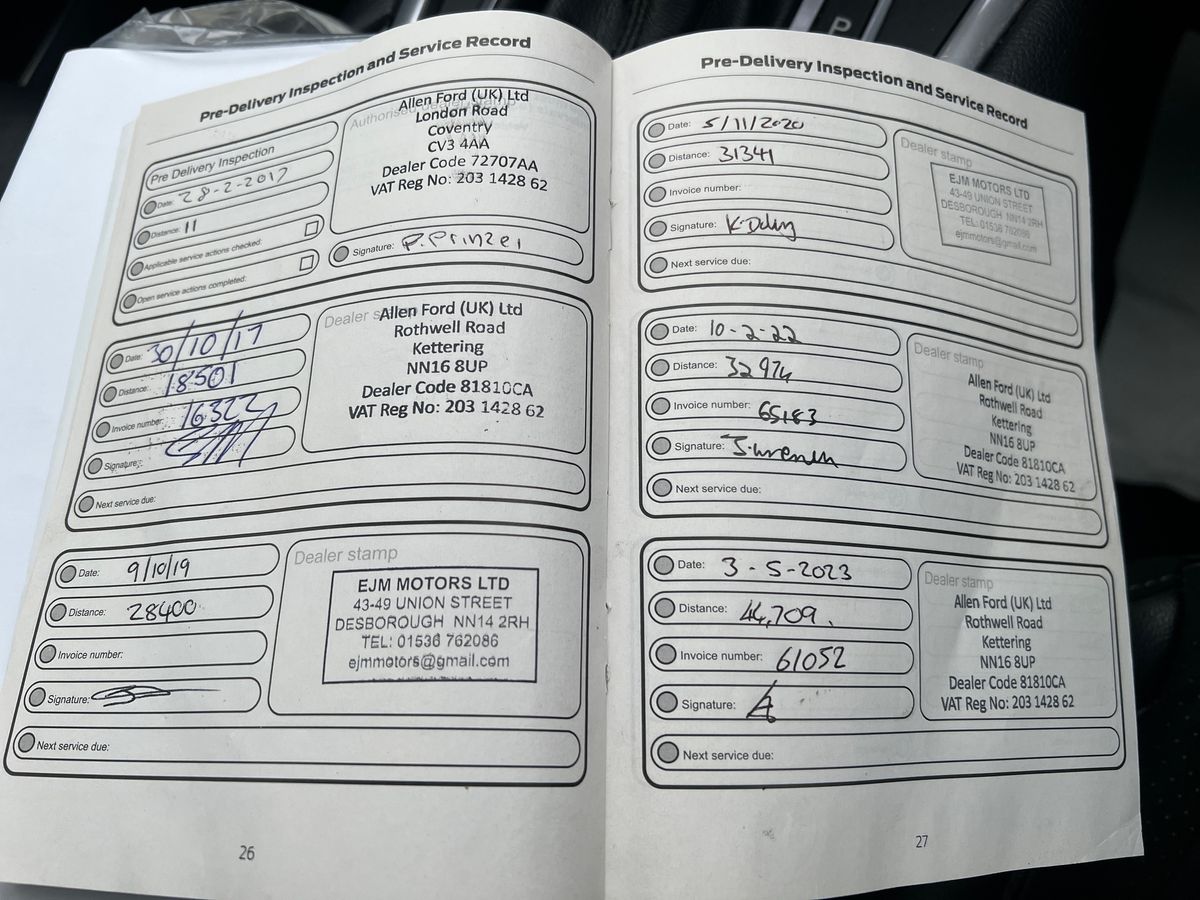 Pre-Delivery Inspection and Service Record
Pre Delivery Inspection
Date: 28-2-2017
Distance: 11
Applicable service actions checked:
Open service actions completed:
Authorised dealer stamp
Allen Ford (UK) Ltd
London Road
Coventry
CV3 4AA
Dealer Code 72707AA
VAT Reg No: 203 1428 62
Signature: P. Prinzei
Date: 30/10/17
Distance: 18501
Invoice number: 16322
Signature:
Next service due:
Dealer stamp
Allen Ford (UK) Ltd
Rothwell Road
Kettering
NN16 8UP
Dealer Code 81810CA
VAT Reg No: 203 1428 62
Date: 9/10/19
Distance: 28400
Invoice number:
Signature:
Next service due:
Dealer stamp
EJM MOTORS LTD
43-49 UNION STREET
DESBOROUGH NN14 2RH
TEL: 01536 762086
ejmmotors@gmail.com
26
Pre-Delivery Inspection and Service Record
Date: 5/11/2020
Distance: 31341
Invoice number:
Signature:
Next service due:
Dealer stamp
EJM MOTORS LTD
43-49 UNION STREET
DESBOROUGH NN14 2RH
TEL: 01536 762086
ejmmotors@gmail.com
Date: 10-2-22
Distance: 32974
Invoice number: 65183
Signature:
Next service due:
Dealer stamp
Allen Ford (UK) Ltd
Rothwell Road
Kettering
NN16 8UP
Dealer Code 81810CA
VAT Reg No: 203 1428 62
Date: 3-5-2023
Distance: 44,709.
Invoice number: 61052
Signature:
Next service due:
Dealer stamp
Allen Ford (UK) Ltd
Rothwell Road
Kettering
NN16 8UP
Dealer Code 81810CA
VAT Reg No: 203 1428 62
27
P